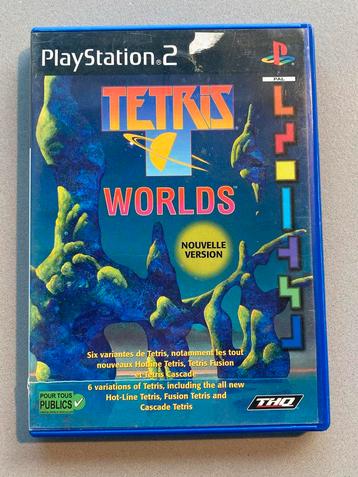 PlayStation®2
PAL
TETRIS®
WORLDS™
NOUVELLE
VERSION
Six variantes de Tetris, notamment les tout
nouveaux Hotline Tetris, Tetris Fusion
et Tetris Cascade
6 variations of Tetris, including the all new
Hot-Line Tetris, Fusion Tetris and
Cascade Tetris
POUR TOUS
PUBLICS
THQ